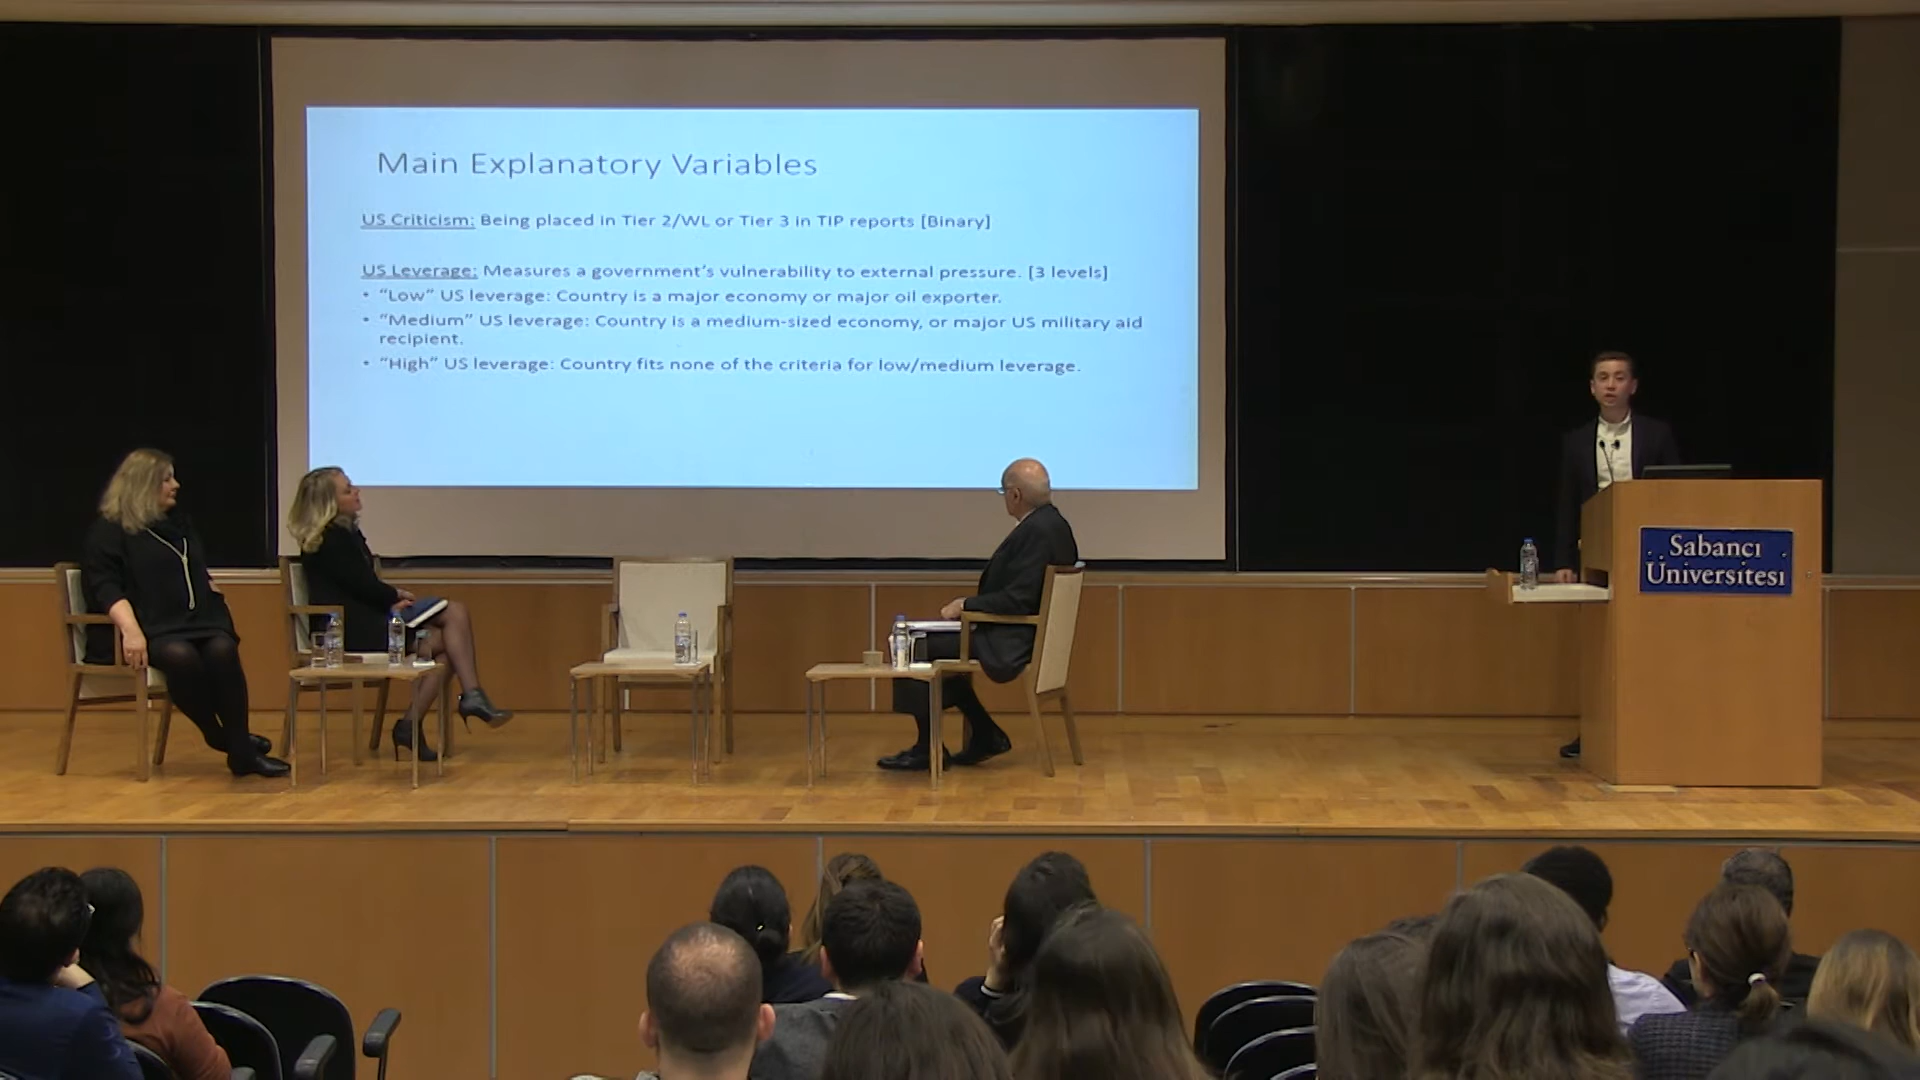 Main Explanatory Variables
US Criticism: Being placed in Tier 2/WL or Tier 3 in TIP reports [Binary]
US Leverage: Measures a government's vulnerability to external pressure. [3 levels]
• "Low" US leverage: Country is a major economy or major oil exporter.
• "Medium" US leverage: Country is a medium-sized economy, or major US military aid
recipient.
• "High" US leverage: Country fits none of the criteria for low/medium leverage.
Sabancı
Üniversitesi